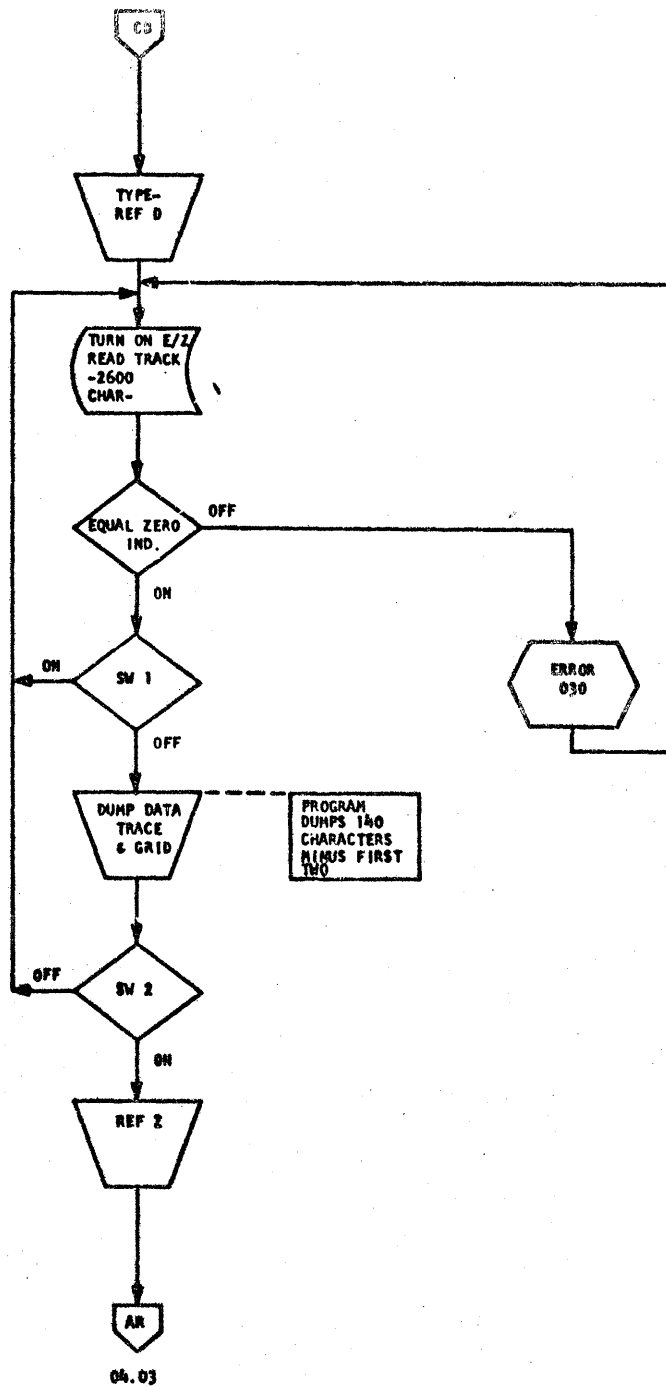 CD
TYPE-
REF D
TURN ON E/Z
READ TRACK
-2600
CHAR-
EQUAL ZERO
IND.
OFF
ON
SW 1
ON
OFF
ERROR
030
DUMP DATA
TRACE
& GRID
PROGRAM
DUMPS 140
CHARACTERS
MINUS FIRST
TWO
SW 2
OFF
ON
REF Z
AR
04.03